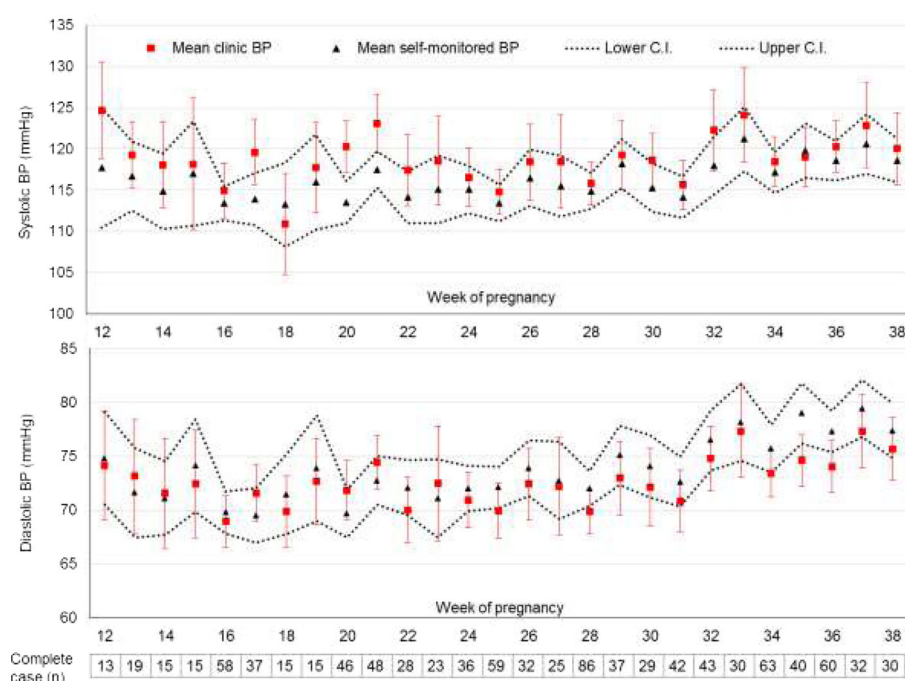 135
130
125
120
115
110
105
100
Systolic BP (mmHg)
Mean clinic BP Mean self-monitored BP Lower C.I. Upper C.I.
Week of pregnancy
12 14 16 18 20 22 24 26 28 30 32 34 36 38
85
80
75
70
65
60
Diastolic BP (mmHg)
Week of pregnancy
12 14 16 18 20 22 24 26 28 30 32 34 36 38
Complete
case (n)
13 19 15 15 58 37 15 15 46 48 28 23 36 59 32 25 86 37 29 42 43 30 63 40 60 32 30